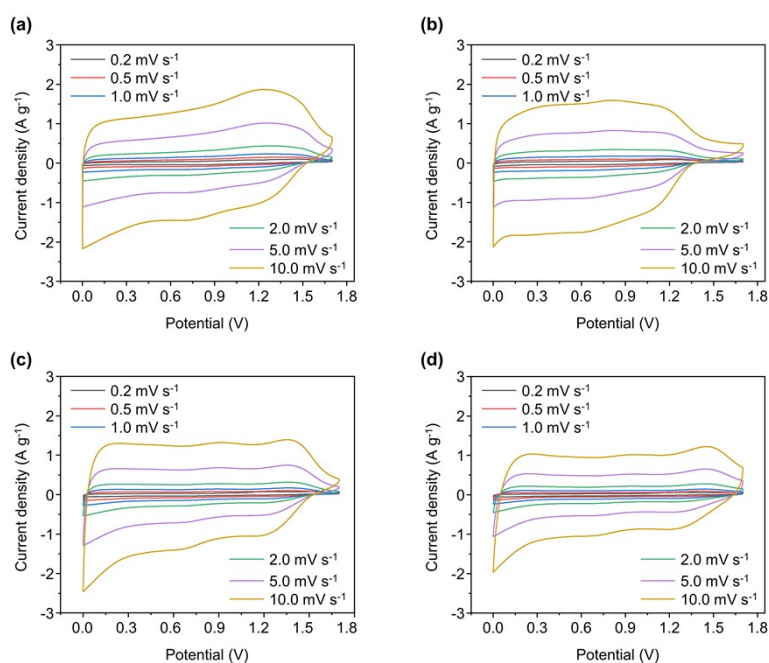 (a)
3
2
1
0
-1
-2
-3
Current density (A g⁻¹)
0.2 mV s⁻¹
0.5 mV s⁻¹
1.0 mV s⁻¹
2.0 mV s⁻¹
5.0 mV s⁻¹
10.0 mV s⁻¹
0.0 0.3 0.6 0.9 1.2 1.5 1.8
Potential (V)
(b)
3
2
1
0
-1
-2
-3
Current density (A g⁻¹)
0.2 mV s⁻¹
0.5 mV s⁻¹
1.0 mV s⁻¹
2.0 mV s⁻¹
5.0 mV s⁻¹
10.0 mV s⁻¹
0.0 0.3 0.6 0.9 1.2 1.5 1.8
Potential (V)
(c)
3
2
1
0
-1
-2
-3
Current density (A g⁻¹)
0.2 mV s⁻¹
0.5 mV s⁻¹
1.0 mV s⁻¹
2.0 mV s⁻¹
5.0 mV s⁻¹
10.0 mV s⁻¹
0.0 0.3 0.6 0.9 1.2 1.5 1.8
Potential (V)
(d)
3
2
1
0
-1
-2
-3
Current density (A g⁻¹)
0.2 mV s⁻¹
0.5 mV s⁻¹
1.0 mV s⁻¹
2.0 mV s⁻¹
5.0 mV s⁻¹
10.0 mV s⁻¹
0.0 0.3 0.6 0.9 1.2 1.5 1.8
Potential (V)